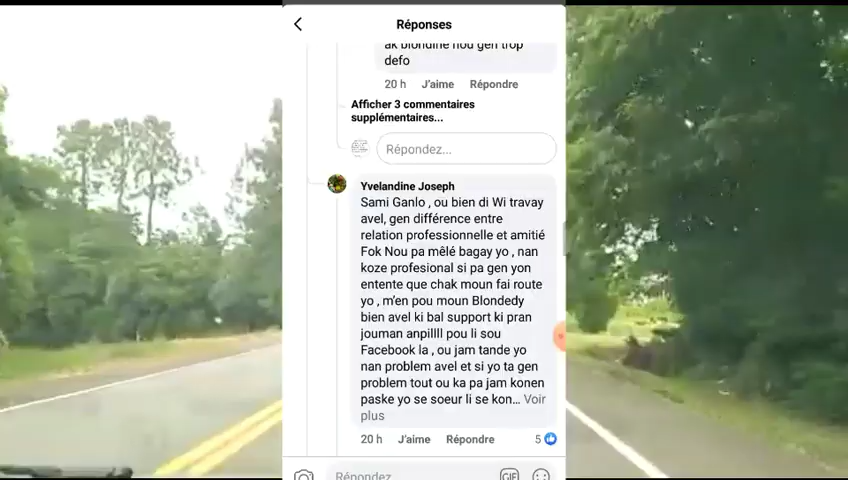 Réponses
ak blondine nou gen trop
defo
20 h J'aime Répondre
Afficher 3 commentaires
supplémentaires...
Répondez...
Yvelandine Joseph
Sami Ganlo , ou bien di Wi travay
avel, gen différence entre
relation professionnelle et amitié
Fok Nou pa mêlé bagay yo , nan
koze profesional si pa gen yon
entente que chak moun fai route
yo , m'en pou moun Blondedy
bien avel ki bal support ki pran
jouman anpillll pou li sou
Facebook la , ou jam tande yo
nan problem avel et si yo ta gen
problem tout ou ka pa jam konen
paske yo se soeur li se kon... Voir
plus
20 h J'aime Répondre 5
Répondez
GIF